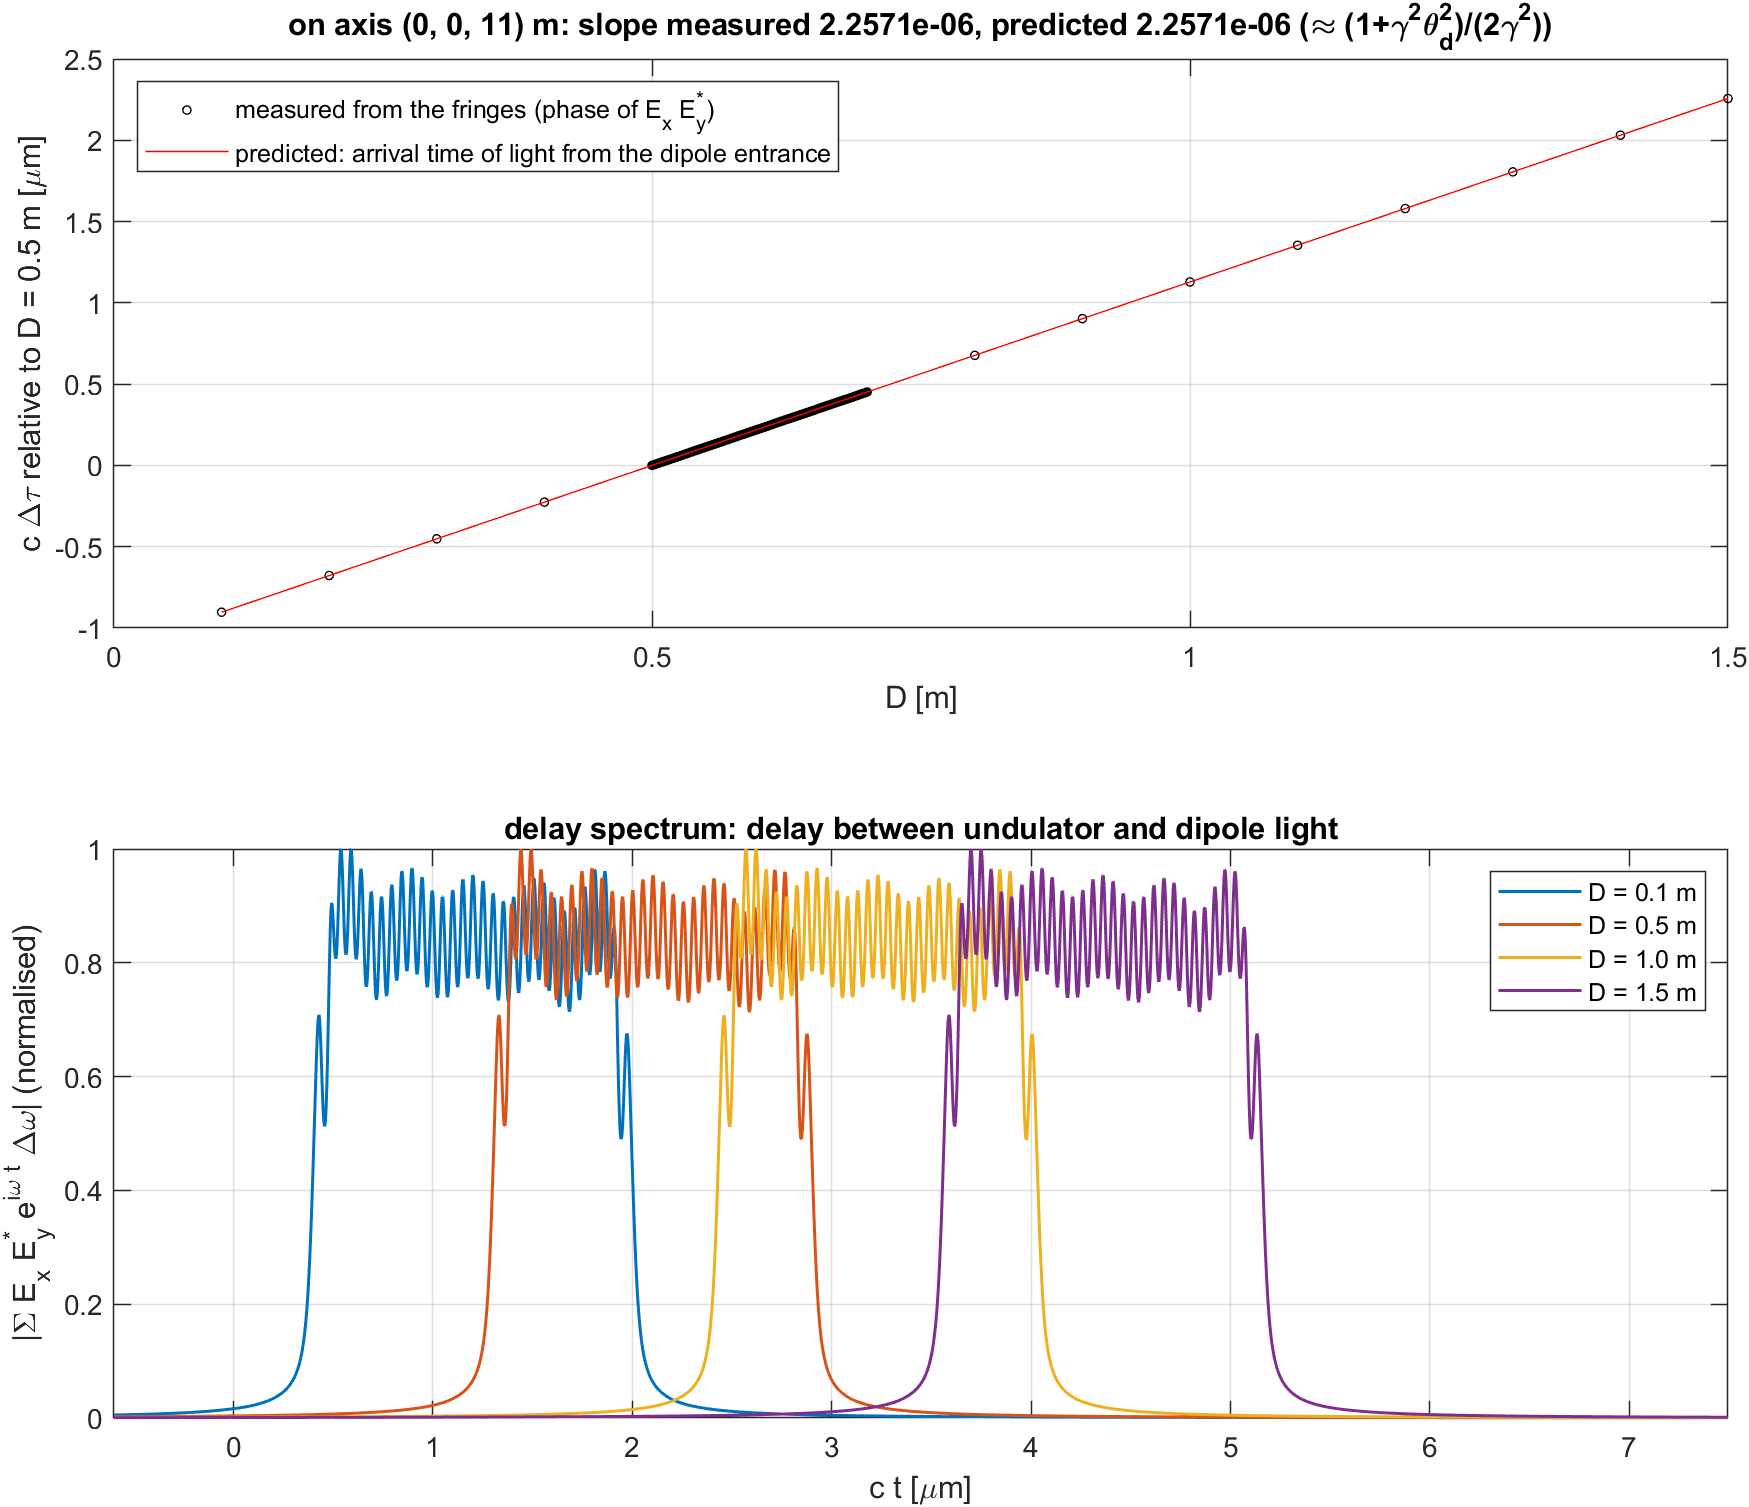 on axis (0, 0, 11) m: slope measured 2.2571e-06, predicted 2.2571e-06 (≈ (1+γ²θ_d²)/(2γ²))
2.5
2
1.5
1
0.5
0
-0.5
-1
c Δτ relative to D = 0.5 m [μm]
measured from the fringes (phase of E_x E_y^*)
predicted: arrival time of light from the dipole entrance
0
0.5
1
1.5
D [m]
delay spectrum: delay between undulator and dipole light
1
0.8
0.6
0.4
0.2
0
|Σ E_x E_y^* e^{iω t} Δω| (normalised)
D = 0.1 m
D = 0.5 m
D = 1.0 m
D = 1.5 m
0
1
2
3
4
5
6
7
c t [μm]